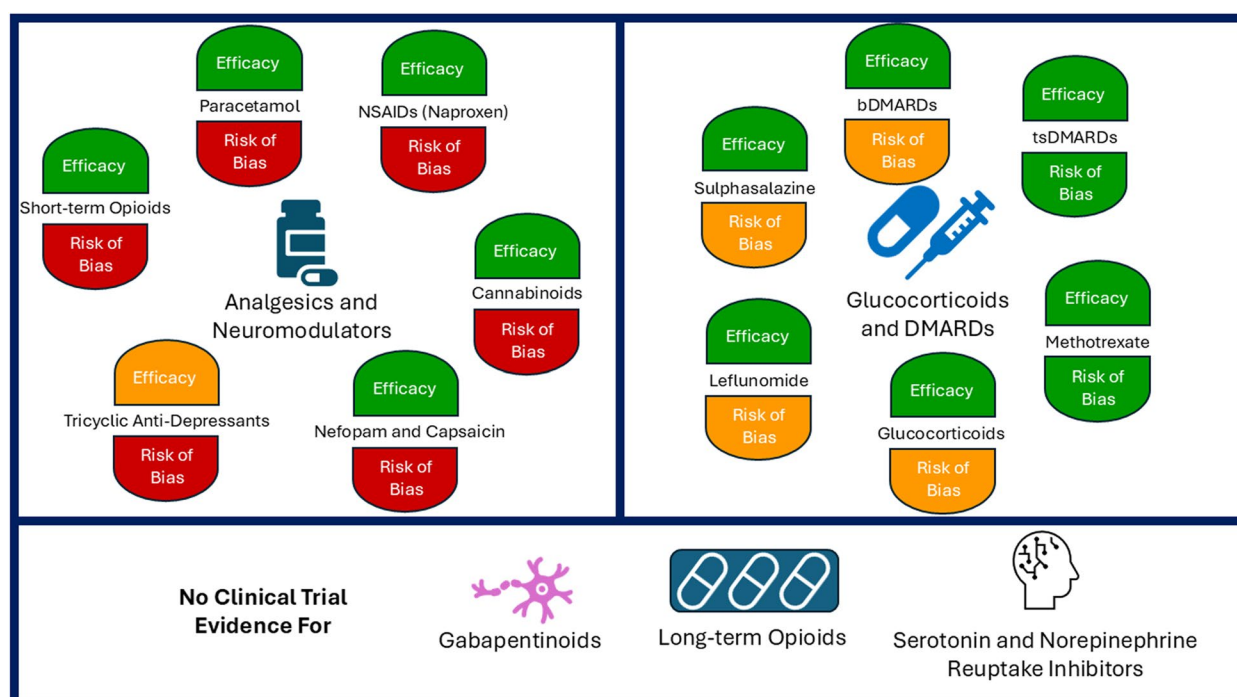 Efficacy
Paracetamol
Risk of
Bias
Efficacy
NSAIDs (Naproxen)
Risk of
Bias
Efficacy
Short-term Opioids
Risk of
Bias
Analgesics and
Neuromodulators
Efficacy
Cannabinoids
Risk of
Bias
Efficacy
Tricyclic Anti-Depressants
Risk of
Bias
Efficacy
Nefopam and Capsaicin
Risk of
Bias
Efficacy
bDMARDs
Risk of
Bias
Efficacy
tsDMARDs
Risk of
Bias
Efficacy
Sulphasalazine
Risk of
Bias
Glucocorticoids
and DMARDs
Efficacy
Methotrexate
Risk of
Bias
Efficacy
Leflunomide
Risk of
Bias
Efficacy
Glucocorticoids
Risk of
Bias
No Clinical Trial
Evidence For
Gabapentinoids
Long-term Opioids
Serotonin and Norepinephrine
Reuptake Inhibitors